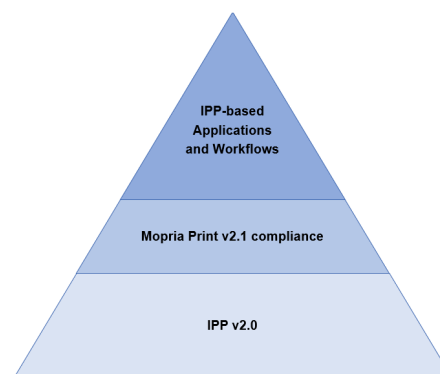 IPP-based
Applications
and Workflows
Mopria Print v2.1 compliance
IPP v2.0